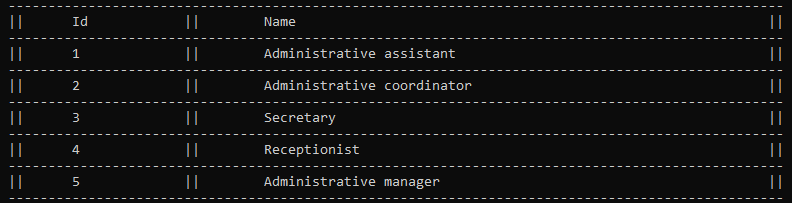 -------------------------------------------------------------------------------------------------
||      Id            ||        Name                                                           ||
-------------------------------------------------------------------------------------------------
||      1             ||        Administrative assistant                                       ||
-------------------------------------------------------------------------------------------------
||      2             ||        Administrative coordinator                                     ||
-------------------------------------------------------------------------------------------------
||      3             ||        Secretary                                                      ||
-------------------------------------------------------------------------------------------------
||      4             ||        Receptionist                                                   ||
-------------------------------------------------------------------------------------------------
||      5             ||        Administrative manager                                         ||
-------------------------------------------------------------------------------------------------